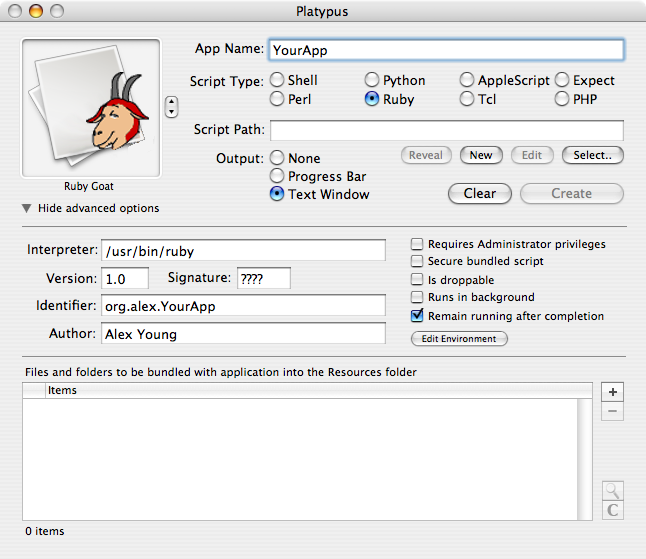 Platypus
App Name: YourApp
Script Type: Shell Python AppleScript Expect
Perl Ruby Tcl PHP
Script Path:
Output: None Reveal New Edit Select..
Progress Bar
Ruby Goat
Text Window Clear Create
Hide advanced options
Interpreter: /usr/bin/ruby
Version: 1.0 Signature: ????
Identifier: org.alex.YourApp
Author: Alex Young
Requires Administrator privileges
Secure bundled script
Is droppable
Runs in background
Remain running after completion
Edit Environment
Files and folders to be bundled with application into the Resources folder
Items
+
−
C
0 items